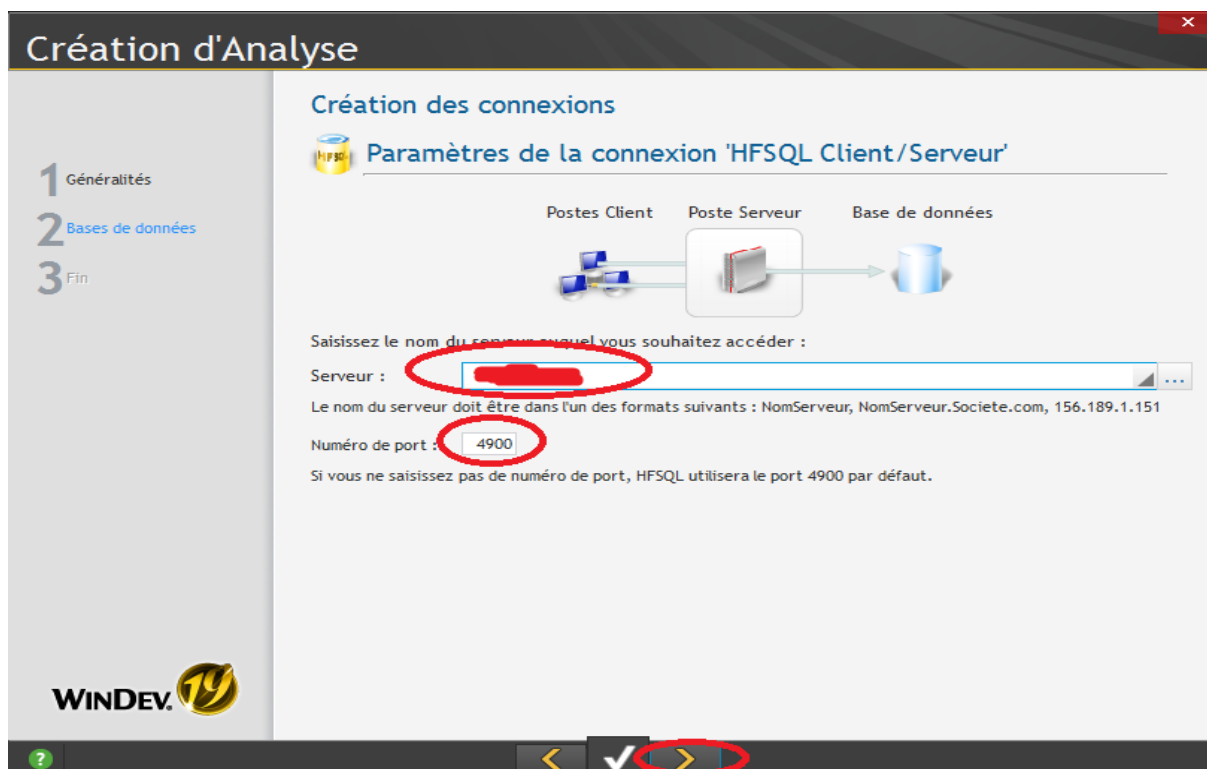 Création d'Analyse
Création des connexions
HFSQL
Paramètres de la connexion 'HFSQL Client/Serveur'
1 Généralités
2 Bases de données
3 Fin
Postes Client Poste Serveur Base de données
Saisissez le nom du serveur auquel vous souhaitez accéder :
Serveur : ...
Le nom du serveur doit être dans l'un des formats suivants : NomServeur, NomServeur.Societe.com, 156.189.1.151
Numéro de port : 4900
Si vous ne saisissez pas de numéro de port, HFSQL utilisera le port 4900 par défaut.
WINDEV. 19
?